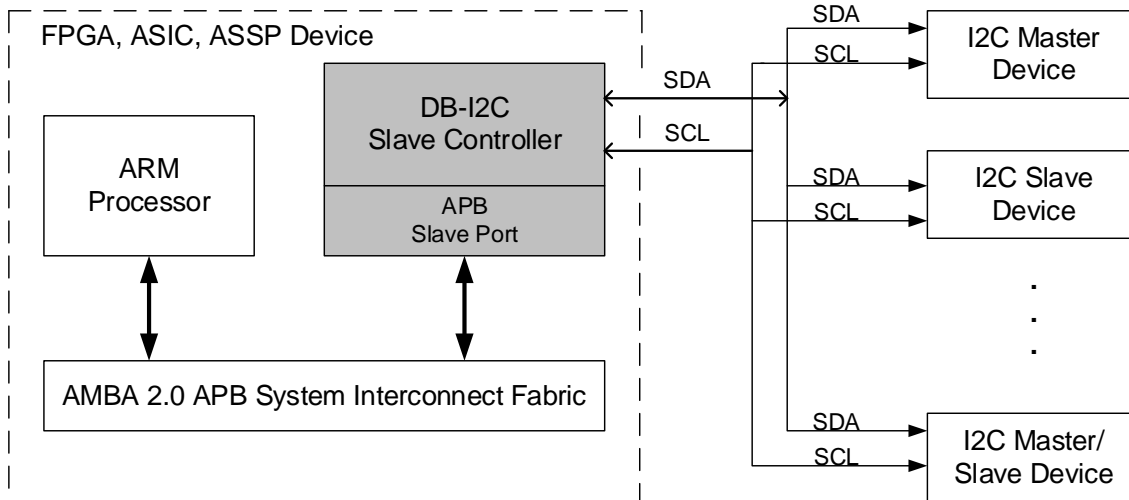 FPGA, ASIC, ASSP Device
ARM
Processor
DB-I2C
Slave Controller
APB
Slave Port
AMBA 2.0 APB System Interconnect Fabric
SDA
SCL
SDA
SCL
I2C Master
Device
SDA
SCL
I2C Slave
Device
.
.
.
SDA
SCL
I2C Master/
Slave Device